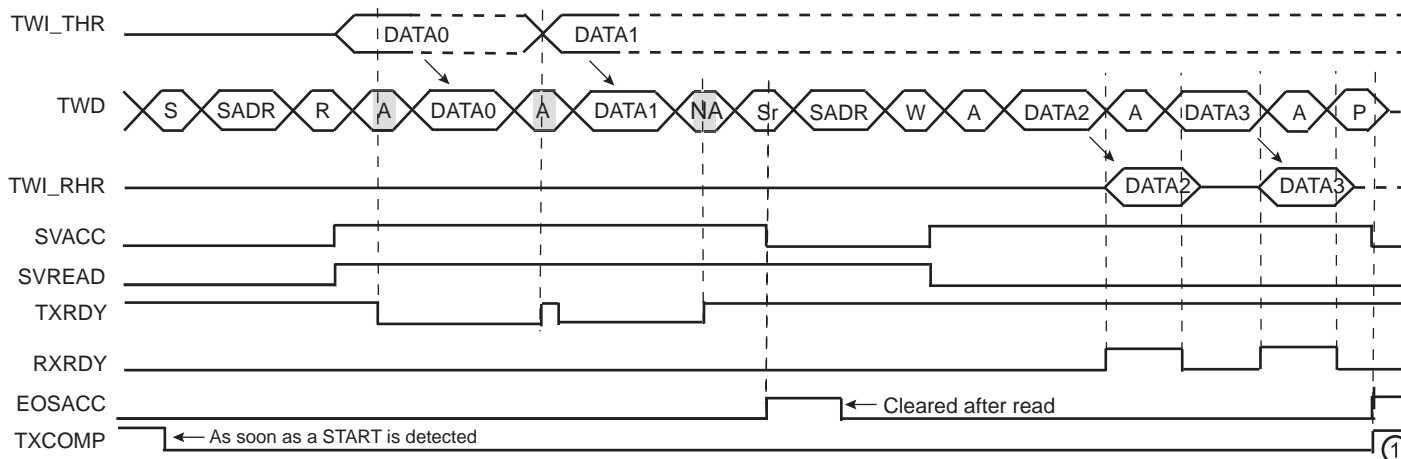 TWI_THR DATA0 DATA1
TWD S SADR R A DATA0 A DATA1 NA Sr SADR W A DATA2 A DATA3 A P
TWI_RHR DATA2 DATA3
SVACC
SVREAD
TXRDY
RXRDY
EOSACC Cleared after read
TXCOMP As soon as a START is detected 1